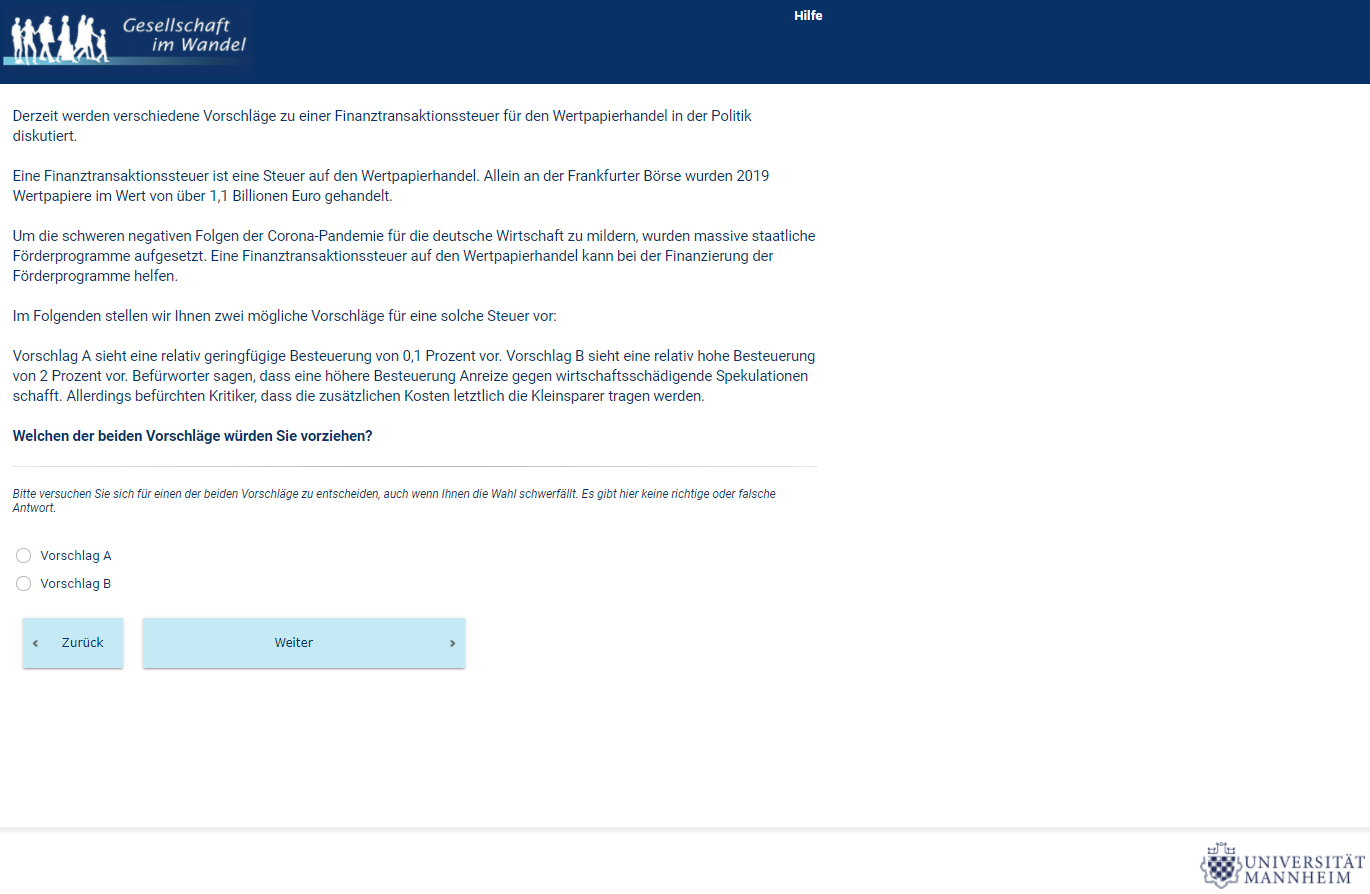 Gesellschaft
im Wandel
Hilfe
Derzeit werden verschiedene Vorschläge zu einer Finanztransaktionssteuer für den Wertpapierhandel in der Politik
diskutiert.
Eine Finanztransaktionssteuer ist eine Steuer auf den Wertpapierhandel. Allein an der Frankfurter Börse wurden 2019
Wertpapiere im Wert von über 1,1 Billionen Euro gehandelt.
Um die schweren negativen Folgen der Corona-Pandemie für die deutsche Wirtschaft zu mildern, wurden massive staatliche
Förderprogramme aufgesetzt. Eine Finanztransaktionssteuer auf den Wertpapierhandel kann bei der Finanzierung der
Förderprogramme helfen.
Im Folgenden stellen wir Ihnen zwei mögliche Vorschläge für eine solche Steuer vor:
Vorschlag A sieht eine relativ geringfügige Besteuerung von 0,1 Prozent vor. Vorschlag B sieht eine relativ hohe Besteuerung
von 2 Prozent vor. Befürworter sagen, dass eine höhere Besteuerung Anreize gegen wirtschaftsschädigende Spekulationen
schafft. Allerdings befürchten Kritiker, dass die zusätzlichen Kosten letztlich die Kleinsparer tragen werden.
Welchen der beiden Vorschläge würden Sie vorziehen?
Bitte versuchen Sie sich für einen der beiden Vorschläge zu entscheiden, auch wenn Ihnen die Wahl schwerfällt. Es gibt hier keine richtige oder falsche
Antwort.
Vorschlag A
Vorschlag B
‹ Zurück
Weiter ›
UNIVERSITÄT
MANNHEIM